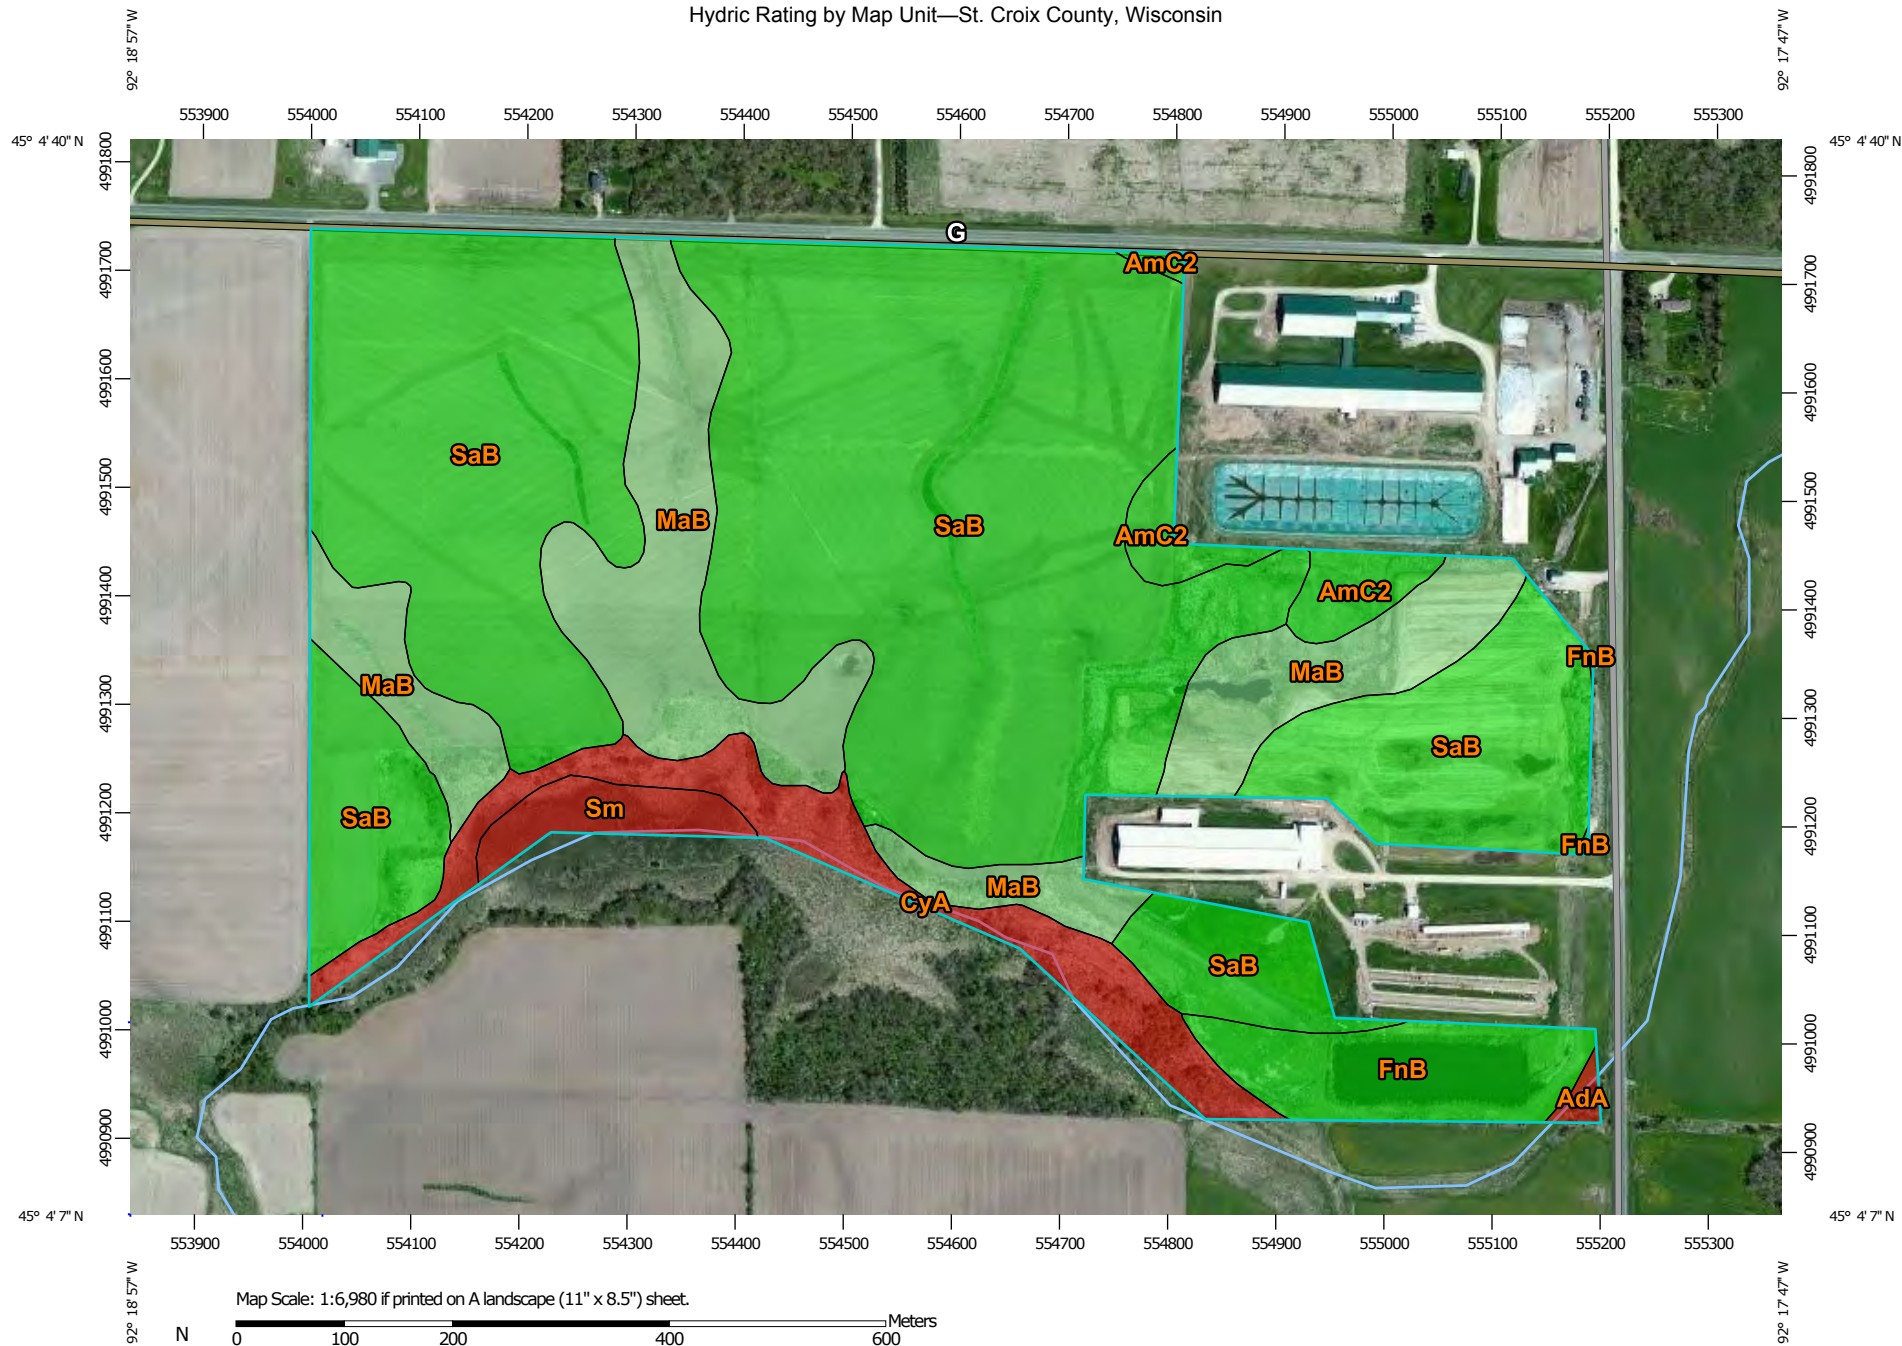 Hydric Rating by Map Unit—St. Croix County, Wisconsin
92° 18' 57'' W
92° 17' 47'' W
553900 554000 554100 554200 554300 554400 554500 554600 554700 554800 554900 555000 555100 555200 555300
45° 4' 40'' N
45° 4' 40'' N
4991800
4991700
4991600
4991500
4991400
4991300
4991200
4991100
4991000
4990900
4991800
4991700
4991600
4991500
4991400
4991300
4991200
4991100
4991000
4990900
G
AmC2
SaB
MaB
SaB
AmC2
AmC2
MaB
MaB
FnB
SaB
Sm
SaB
FnB
MaB
CyA
SaB
FnB
AdA
45° 4' 7'' N
45° 4' 7'' N
553900 554000 554100 554200 554300 554400 554500 554600 554700 554800 554900 555000 555100 555200 555300
92° 18' 57'' W
92° 17' 47'' W
Map Scale: 1:6,980 if printed on A landscape (11" x 8.5") sheet.
N
Meters
0 100 200 400 600